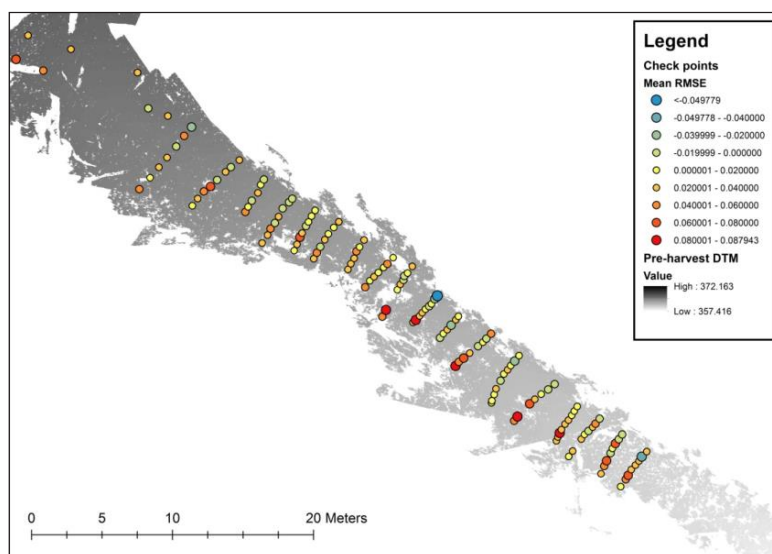 Legend
Check points
Mean RMSE
<-0.049779
-0.049778 - -0.040000
-0.039999 - -0.020000
-0.019999 - 0.000000
0.000001 - 0.020000
0.020001 - 0.040000
0.040001 - 0.060000
0.060001 - 0.080000
0.080001 - 0.087943
Pre-harvest DTM
Value
High : 372.163
Low : 357.416
0 5 10 20 Meters